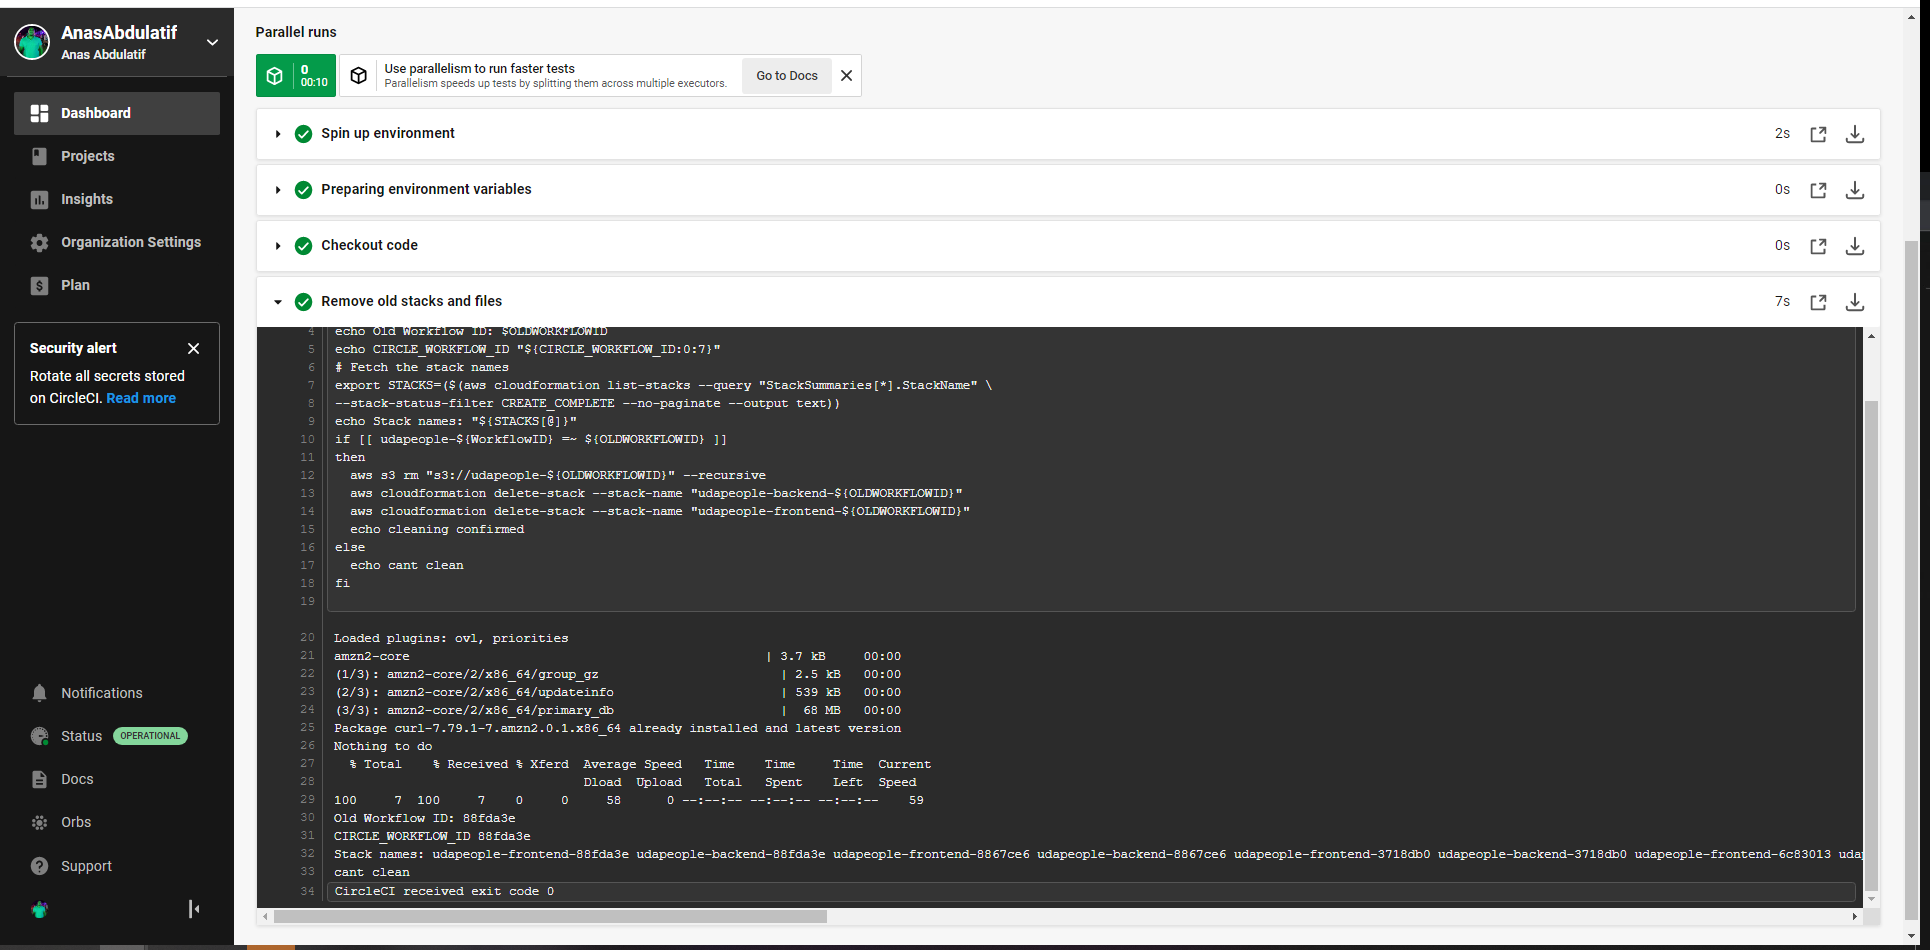 AnasAbdulatif
Anas Abdulatif
Dashboard
Projects
Insights
Organization Settings
Plan
Security alert
Rotate all secrets stored
on CircleCI. Read more
Notifications
Status OPERATIONAL
Docs
Orbs
Support
Parallel runs
0
00:10
Use parallelism to run faster tests
Parallelism speeds up tests by splitting them across multiple executors.
Go to Docs
Spin up environment 2s
Preparing environment variables 0s
Checkout code 0s
Remove old stacks and files 7s
4 echo Old Workflow ID: $OLDWORKFLOWID
5 echo CIRCLE_WORKFLOW_ID "${CIRCLE_WORKFLOW_ID:0:7}"
6 # Fetch the stack names
7 export STACKS=($(aws cloudformation list-stacks --query "StackSummaries[*].StackName" \
8 --stack-status-filter CREATE_COMPLETE --no-paginate --output text))
9 echo Stack names: "${STACKS[@]}"
10 if [[ udapeople-${WorkflowID} =~ ${OLDWORKFLOWID} ]]
11 then
12 aws s3 rm "s3://udapeople-${OLDWORKFLOWID}" --recursive
13 aws cloudformation delete-stack --stack-name "udapeople-backend-${OLDWORKFLOWID}"
14 aws cloudformation delete-stack --stack-name "udapeople-frontend-${OLDWORKFLOWID}"
15 echo cleaning confirmed
16 else
17 echo cant clean
18 fi
19
20 Loaded plugins: ovl, priorities
21 amzn2-core | 3.7 kB 00:00
22 (1/3): amzn2-core/2/x86_64/group_gz | 2.5 kB 00:00
23 (2/3): amzn2-core/2/x86_64/updateinfo | 539 kB 00:00
24 (3/3): amzn2-core/2/x86_64/primary_db | 68 MB 00:00
25 Package curl-7.79.1-7.amzn2.0.1.x86_64 already installed and latest version
26 Nothing to do
27 % Total % Received % Xferd Average Speed Time Time Time Current
28 Dload Upload Total Spent Left Speed
29 100 7 100 7 0 0 58 0 --:--:-- --:--:-- --:--:-- 59
30 Old Workflow ID: 88fda3e
31 CIRCLE_WORKFLOW_ID 88fda3e
32 Stack names: udapeople-frontend-88fda3e udapeople-backend-88fda3e udapeople-frontend-8867ce6 udapeople-backend-8867ce6 udapeople-frontend-3718db0 udapeople-backend-3718db0 udapeople-frontend-6c83013
33 cant clean
34 CircleCI received exit code 0